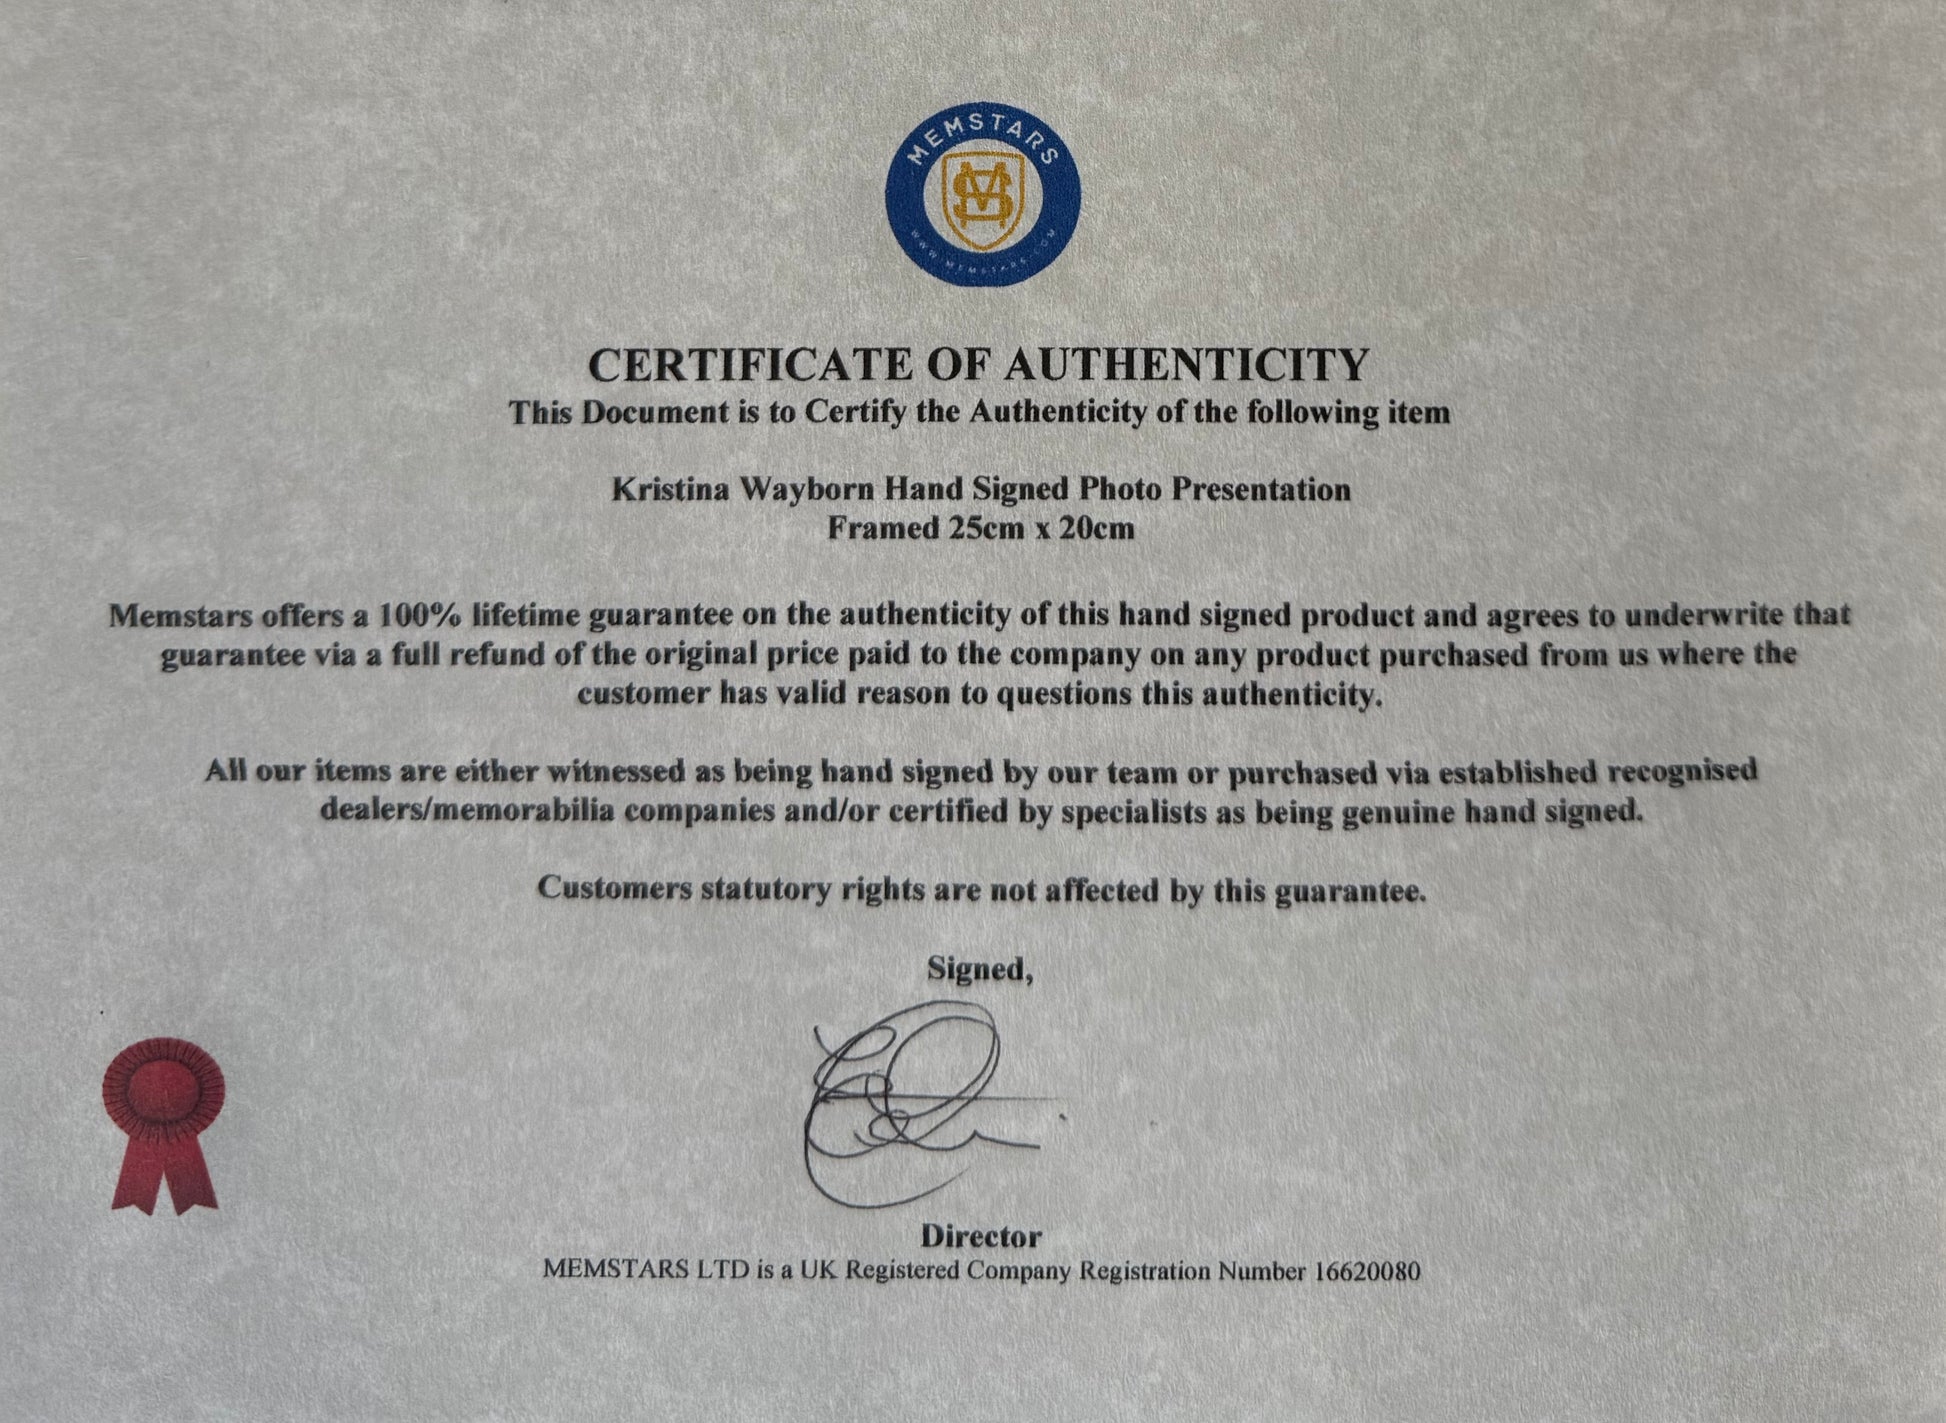 MEMSTARS
MS
WWW.MEMSTARS.COM
CERTIFICATE OF AUTHENTICITY
This Document is to Certify the Authenticity of the following item
Kristina Wayborn Hand Signed Photo Presentation
Framed 25cm x 20cm
Memstars offers a 100% lifetime guarantee on the authenticity of this hand signed product and agrees to underwrite that
guarantee via a full refund of the original price paid to the company on any product purchased from us where the
customer has valid reason to questions this authenticity.
All our items are either witnessed as being hand signed by our team or purchased via established recognised
dealers/memorabilia companies and/or certified by specialists as being genuine hand signed.
Customers statutory rights are not affected by this guarantee.
Signed,
Director
MEMSTARS LTD is a UK Registered Company Registration Number 16620080